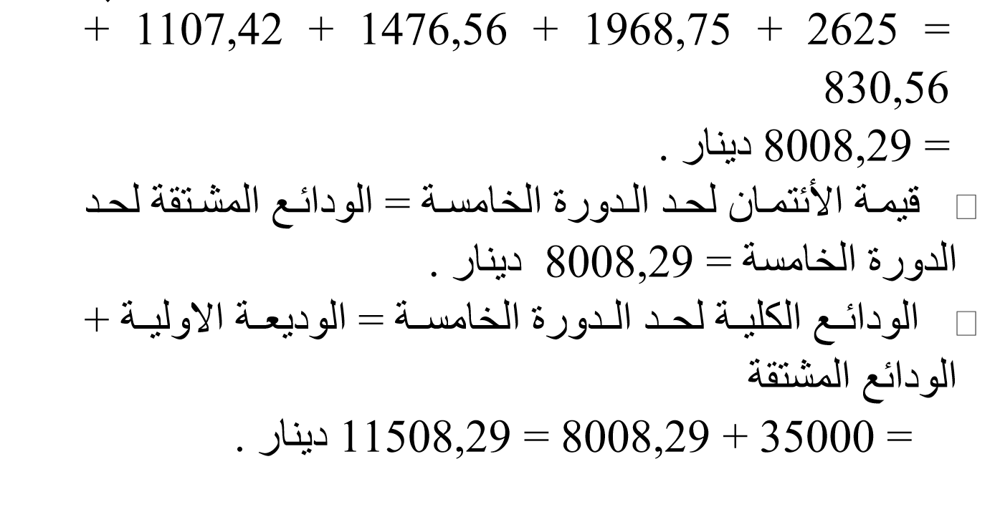 = 2625 + 1968,75 + 1476,56 + 1107,42 +
830,56
= 8008,29 دينار .
قيمة الأئتمان لحد الدورة الخامسة = الودائع المشتقة لحد
الدورة الخامسة = 8008,29 دينار .
الودائع الكلية لحد الدورة الخامسة = الوديعة الاولية +
الودائع المشتقة
= 35000 + 8008,29 = 11508,29 دينار .